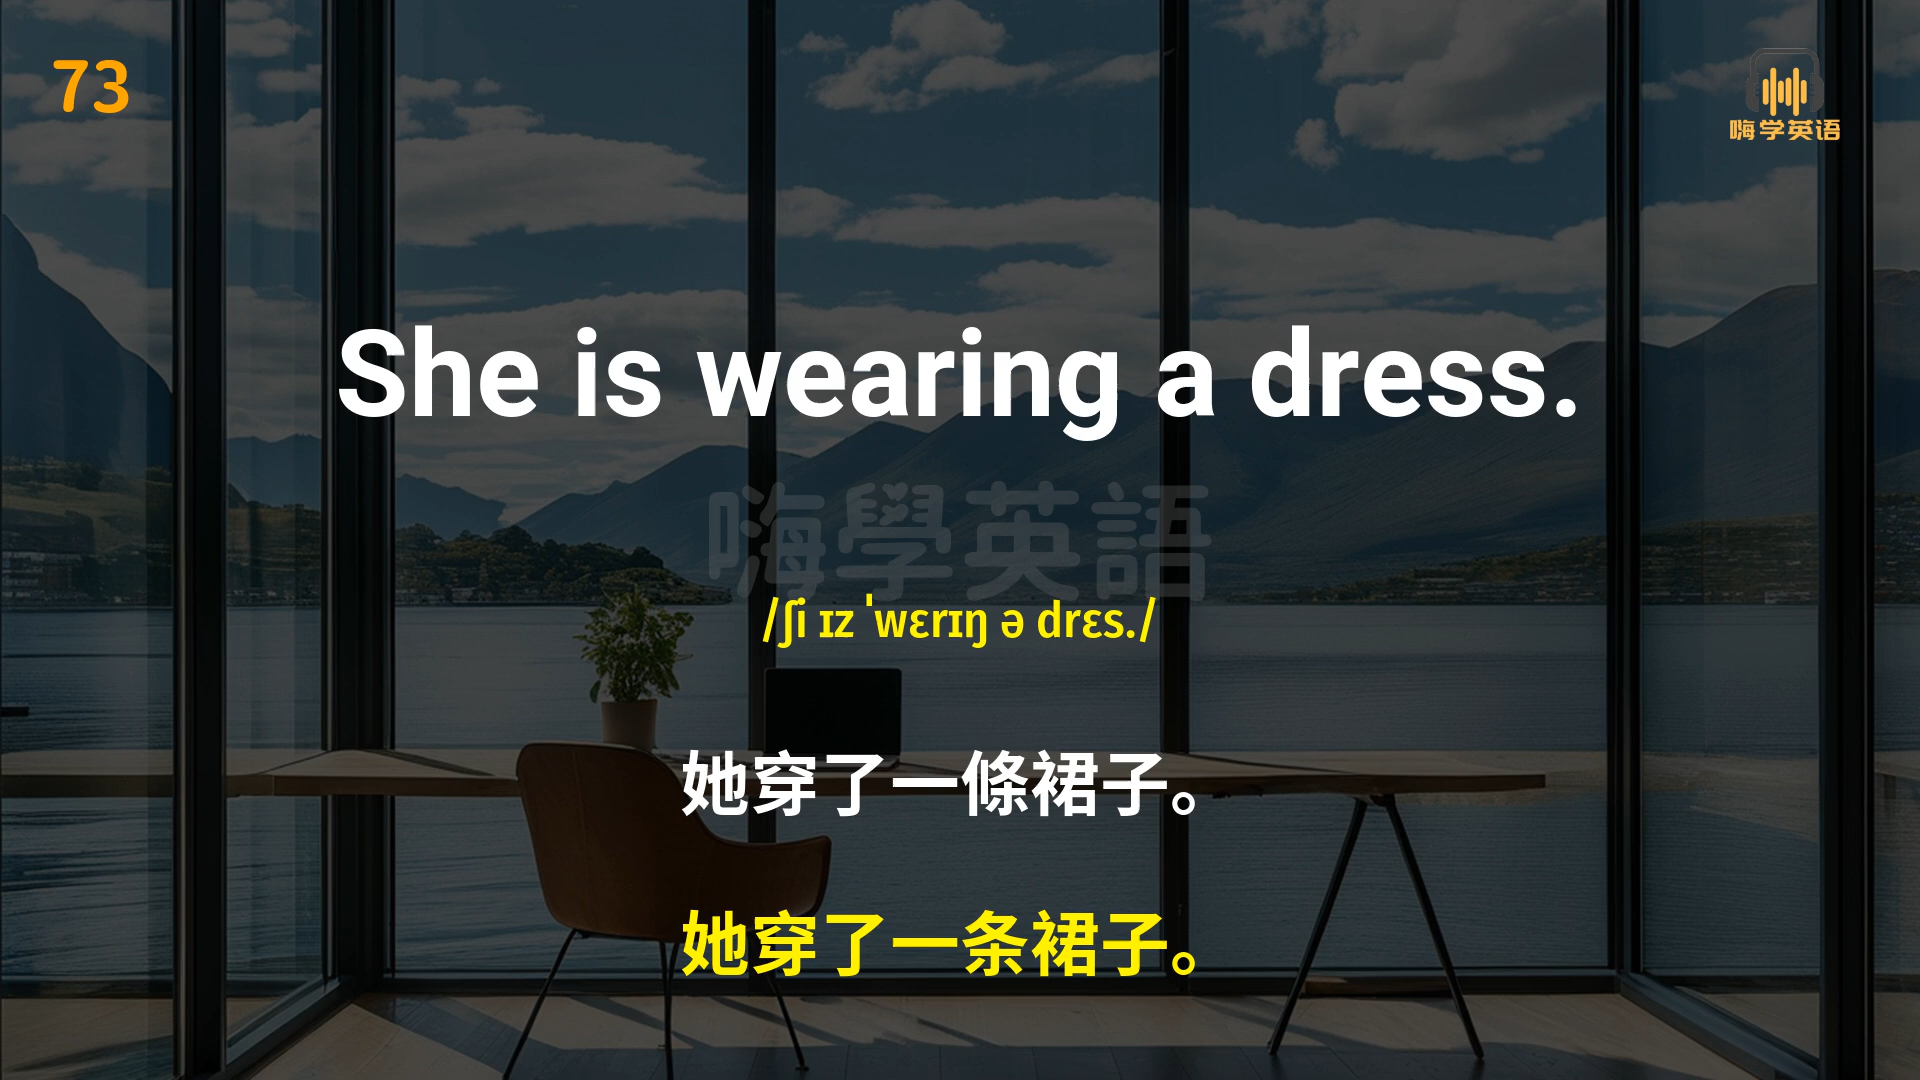 73
嗨学英语
She is wearing a dress.
嗨學英語
/ʃi ɪz ˈwɛrɪŋ ə drɛs./
她穿了一條裙子。
她穿了一条裙子。